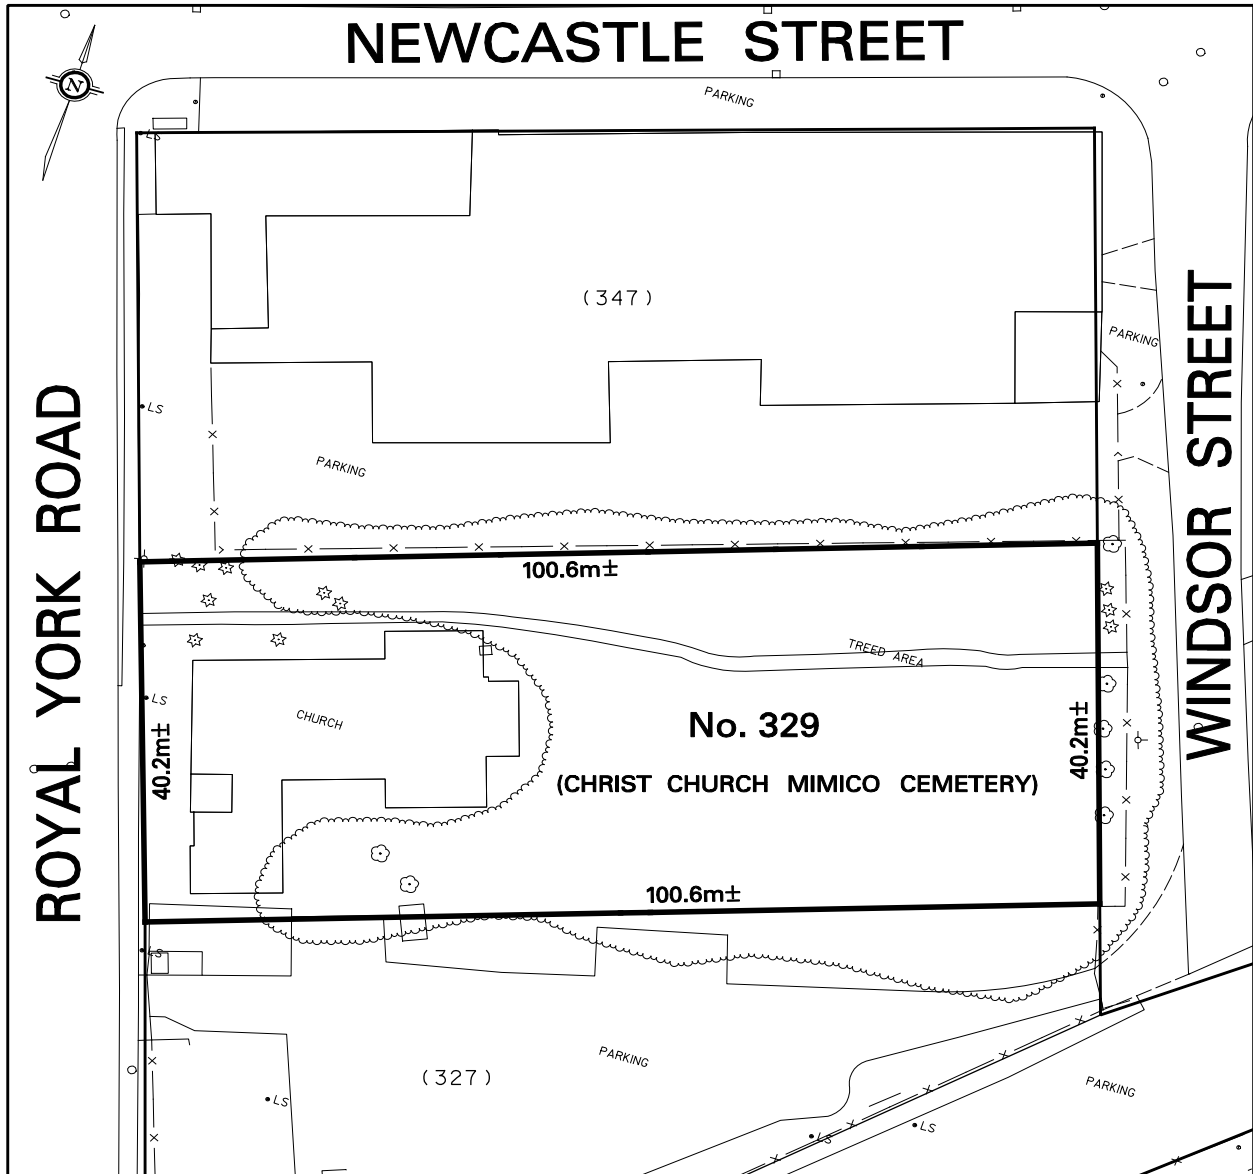 NEWCASTLE STREET
N
PARKING
LS
(347)
PARKING
LS
PARKING
ROYAL YORK ROAD
WINDSOR STREET
100.6m±
TREED AREA
LS
CHURCH
No. 329
40.2m±
40.2m±
(CHRIST CHURCH MIMICO CEMETERY)
100.6m±
LS
PARKING
(327)
PARKING
LS
LS
LS